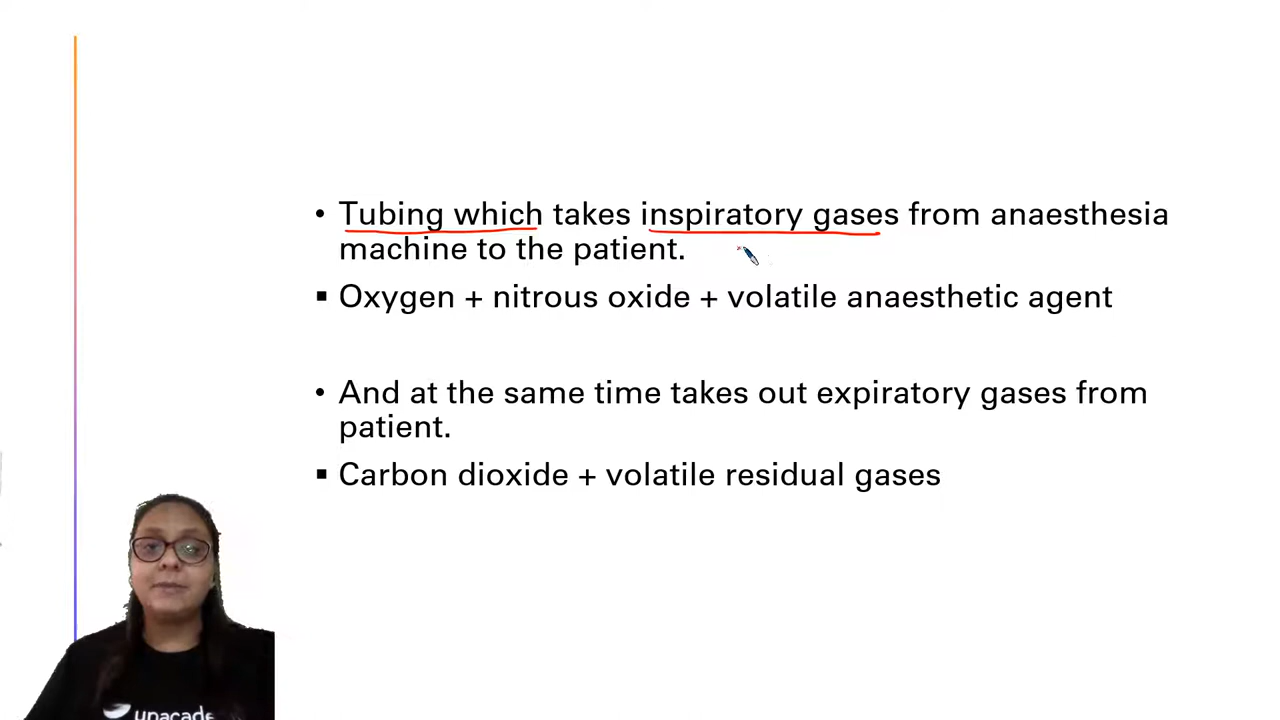 • Tubing which takes inspiratory gases from anaesthesia
machine to the patient.
▪ Oxygen + nitrous oxide + volatile anaesthetic agent
• And at the same time takes out expiratory gases from
patient.
▪ Carbon dioxide + volatile residual gases